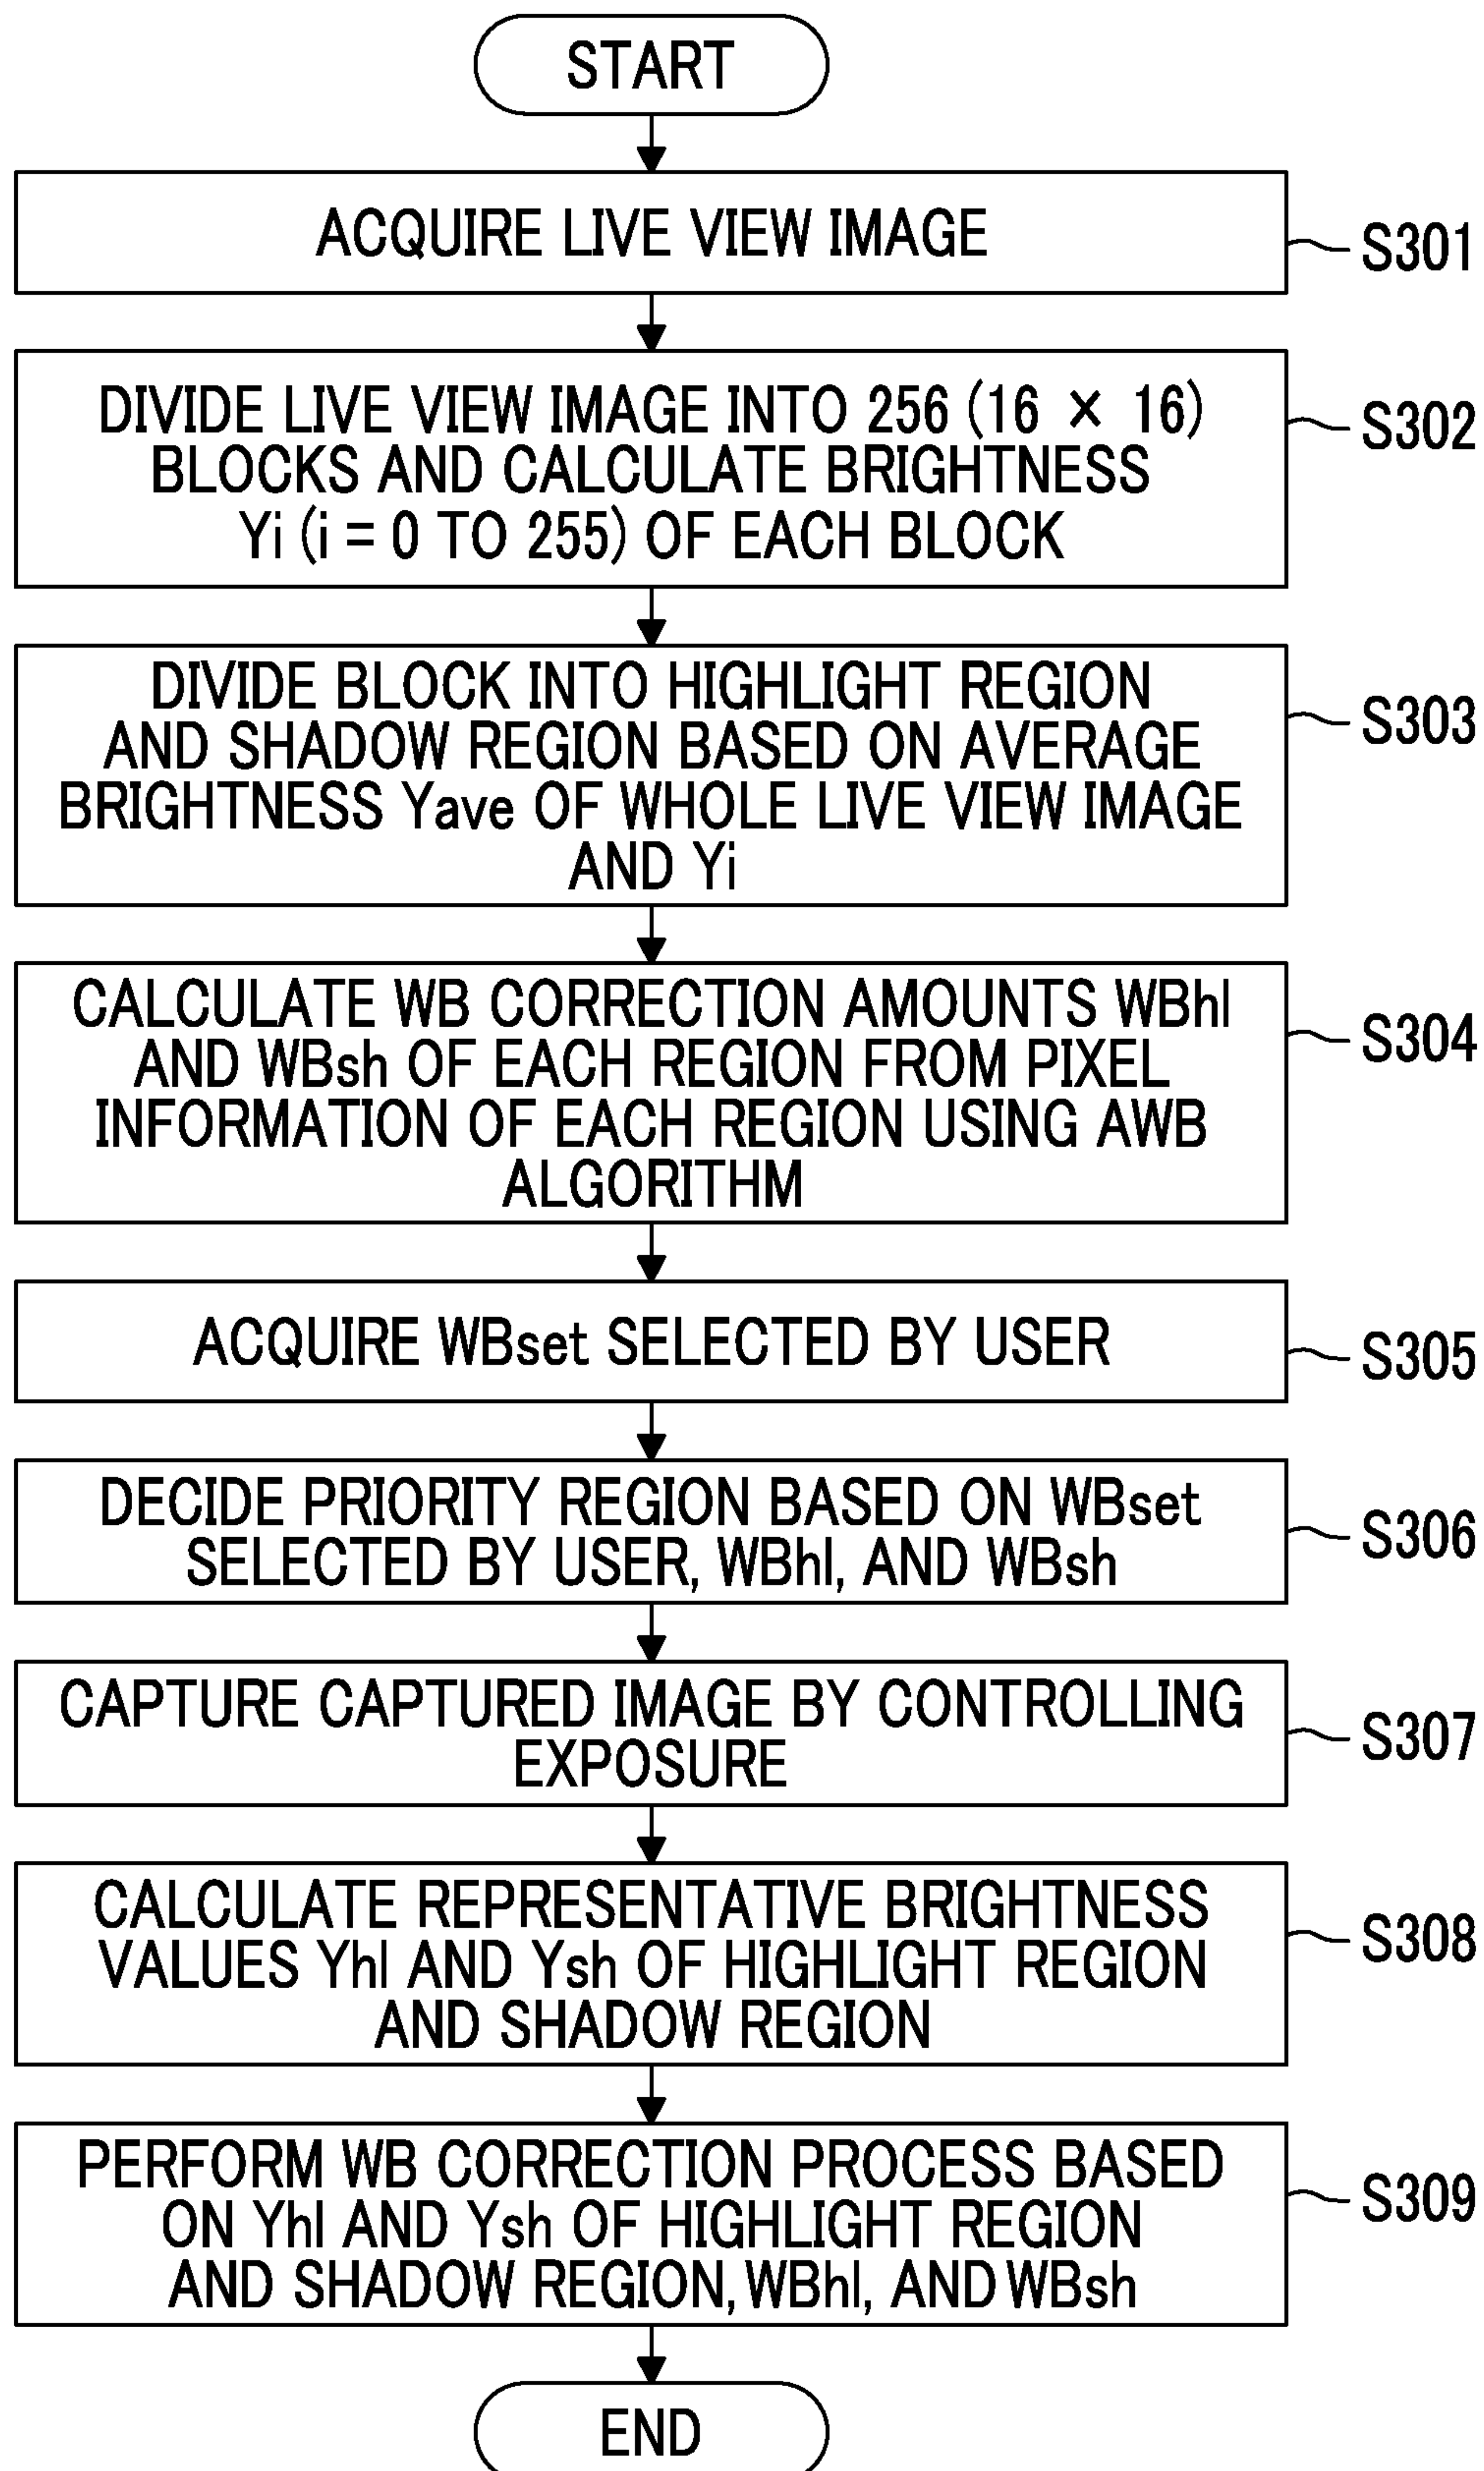 START
ACQUIRE LIVE VIEW IMAGE
S301
DIVIDE LIVE VIEW IMAGE INTO 256 (16 × 16)
BLOCKS AND CALCULATE BRIGHTNESS
Yi (i = 0 TO 255) OF EACH BLOCK
S302
DIVIDE BLOCK INTO HIGHLIGHT REGION
AND SHADOW REGION BASED ON AVERAGE
BRIGHTNESS Yave OF WHOLE LIVE VIEW IMAGE
AND Yi
S303
CALCULATE WB CORRECTION AMOUNTS WBhl
AND WBsh OF EACH REGION FROM PIXEL
INFORMATION OF EACH REGION USING AWB
ALGORITHM
S304
ACQUIRE WBset SELECTED BY USER
S305
DECIDE PRIORITY REGION BASED ON WBset
SELECTED BY USER, WBhl, AND WBsh
S306
CAPTURE CAPTURED IMAGE BY CONTROLLING
EXPOSURE
S307
CALCULATE REPRESENTATIVE BRIGHTNESS
VALUES Yhl AND Ysh OF HIGHLIGHT REGION
AND SHADOW REGION
S308
PERFORM WB CORRECTION PROCESS BASED
ON Yhl AND Ysh OF HIGHLIGHT REGION
AND SHADOW REGION, WBhl, AND WBsh
S309
END